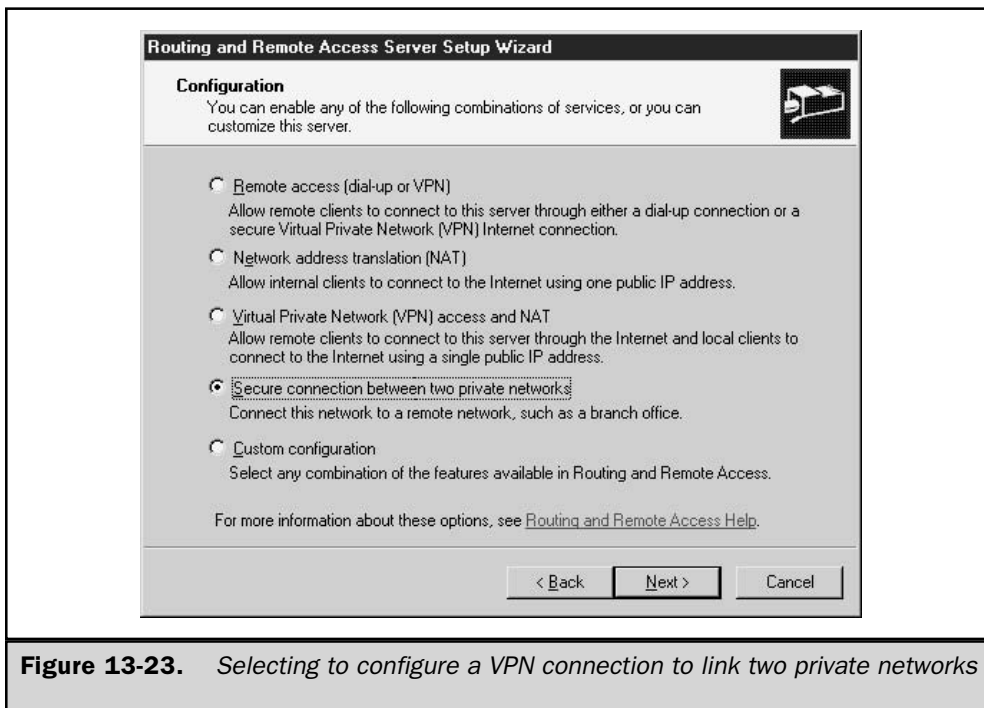 Routing and Remote Access Server Setup Wizard
Configuration
You can enable any of the following combinations of services, or you can
customize this server.
Remote access (dial-up or VPN)
Allow remote clients to connect to this server through either a dial-up connection or a
secure Virtual Private Network (VPN) Internet connection.
Network address translation (NAT)
Allow internal clients to connect to the Internet using one public IP address.
Virtual Private Network (VPN) access and NAT
Allow remote clients to connect to this server through the Internet and local clients to
connect to the Internet using a single public IP address.
Secure connection between two private networks
Connect this network to a remote network, such as a branch office.
Custom configuration
Select any combination of the features available in Routing and Remote Access.
For more information about these options, see Routing and Remote Access Help.
< Back Next > Cancel
Figure 13-23. Selecting to configure a VPN connection to link two private networks